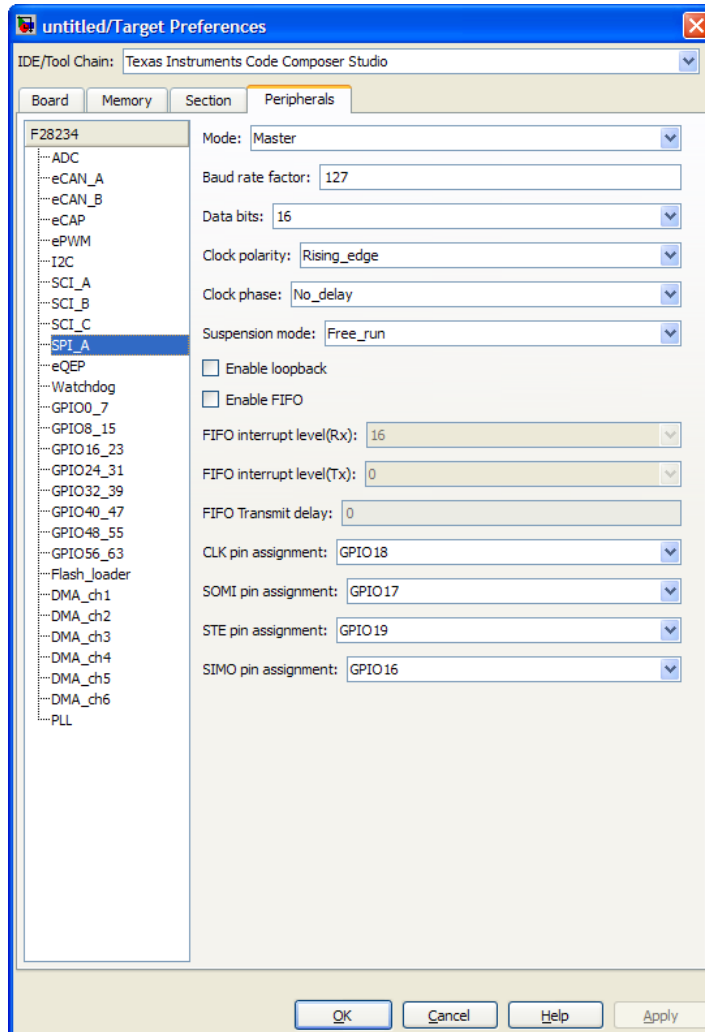 untitled/Target Preferences
IDE/Tool Chain: Texas Instruments Code Composer Studio
Board Memory Section Peripherals
F28234
ADC
eCAN_A
eCAN_B
eCAP
ePWM
I2C
SCI_A
SCI_B
SCI_C
SPI_A
eQEP
Watchdog
GPIO0_7
GPIO8_15
GPIO16_23
GPIO24_31
GPIO32_39
GPIO40_47
GPIO48_55
GPIO56_63
Flash_loader
DMA_ch1
DMA_ch2
DMA_ch3
DMA_ch4
DMA_ch5
DMA_ch6
PLL
Mode: Master
Baud rate factor: 127
Data bits: 16
Clock polarity: Rising_edge
Clock phase: No_delay
Suspension mode: Free_run
Enable loopback
Enable FIFO
FIFO interrupt level(Rx): 16
FIFO interrupt level(Tx): 0
FIFO Transmit delay: 0
CLK pin assignment: GPIO18
SOMI pin assignment: GPIO17
STE pin assignment: GPIO19
SIMO pin assignment: GPIO16
OK Cancel Help Apply